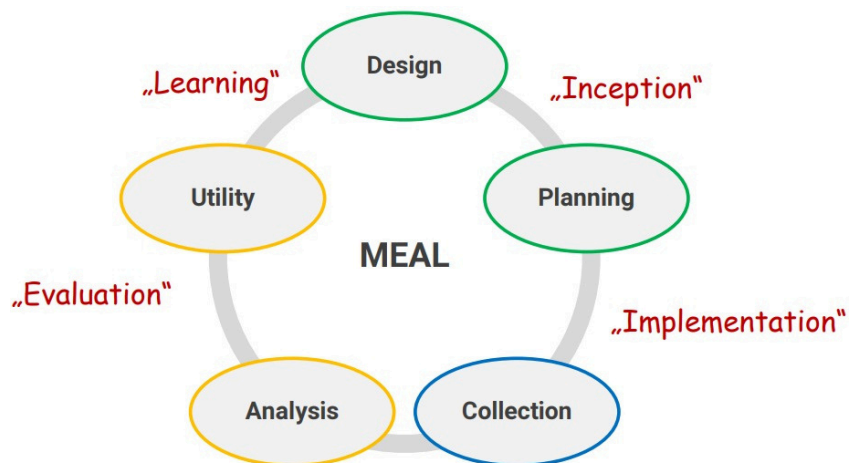 Design
„Learning“
„Inception“
Utility
Planning
MEAL
„Evaluation“
„Implementation“
Analysis
Collection